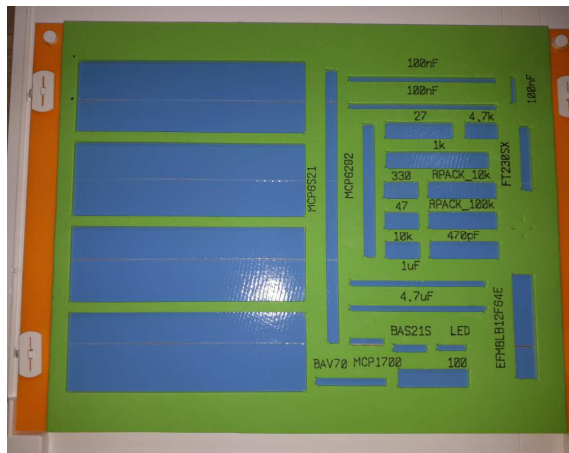 100nF
100nF
100nF
27
4.7k
1k
FT230SX
MCP6S21
MCP6292
330
RPACK_10k
47
RPACK_100k
10k
470pF
1uF
4.7uF
EFM8LB12F64E
BAS21S
LED
BAV70
MCP1700
100